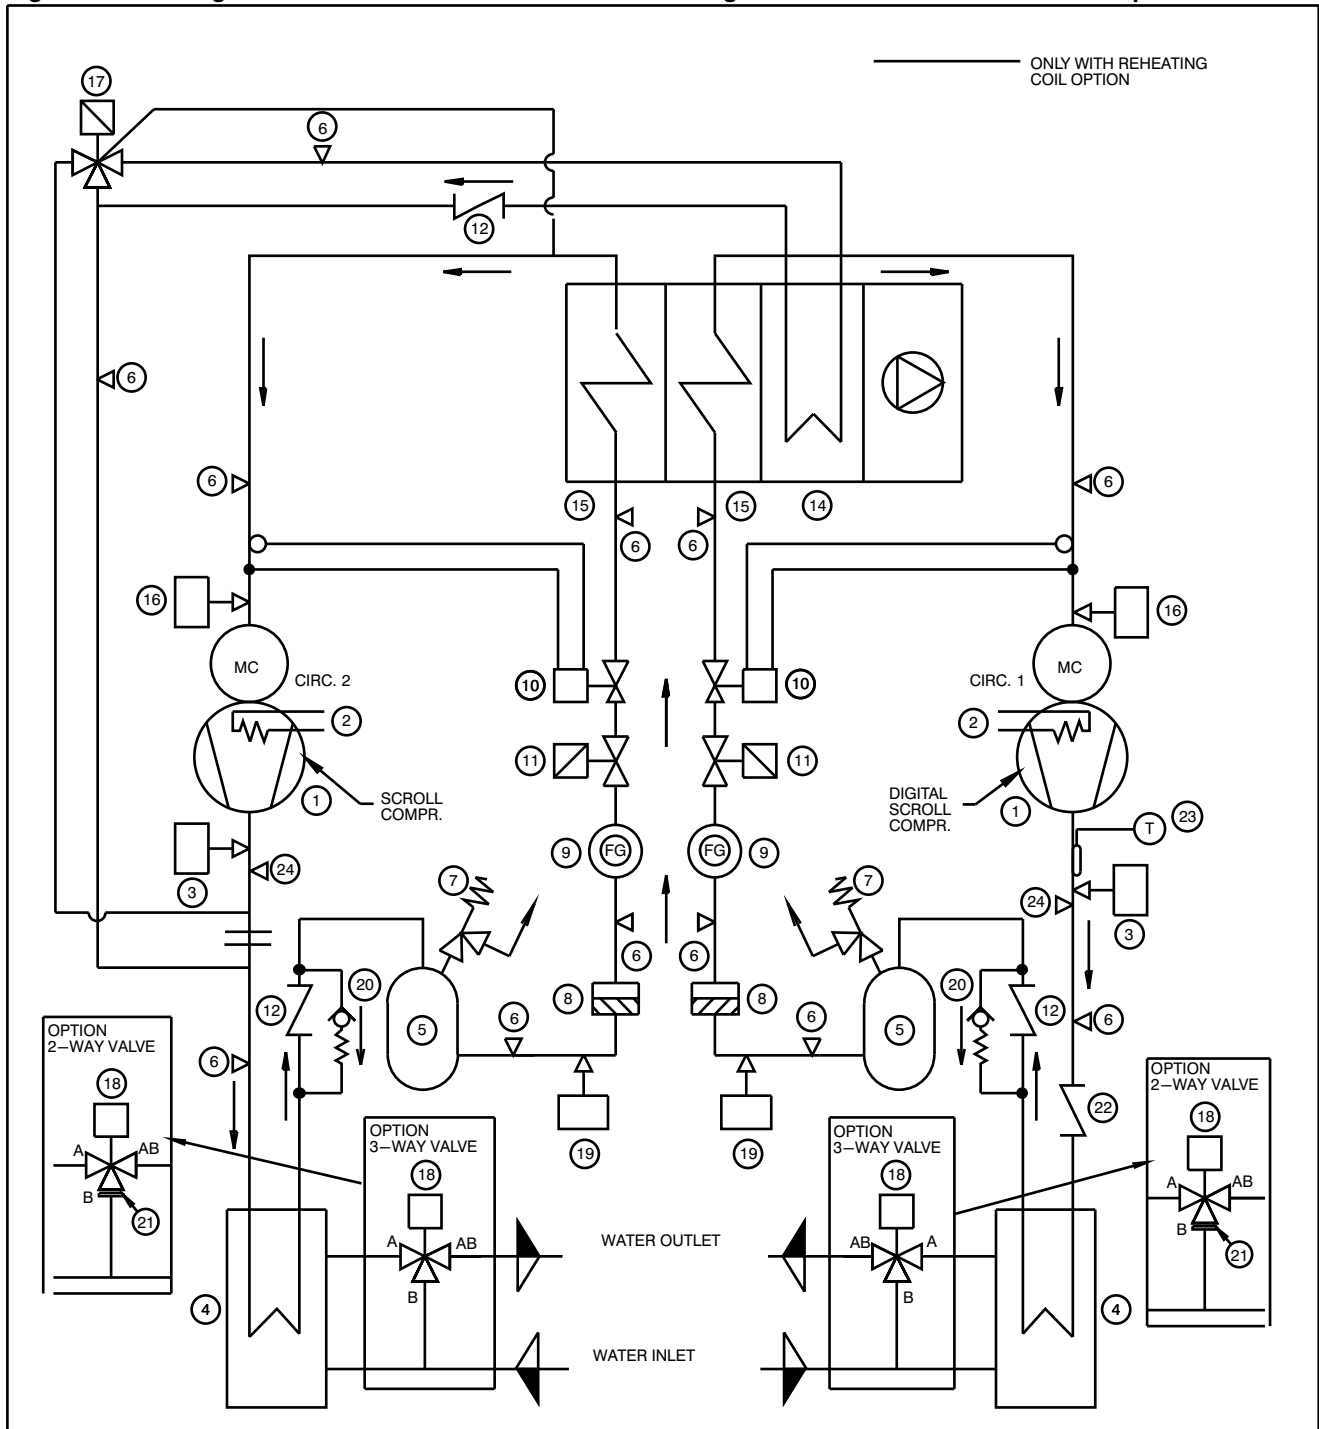 ONLY WITH REHEATING
COIL OPTION
17
6
12
6
6
6
15
15
14
6
6
16
16
MC
MC
CIRC. 2
CIRC. 1
10
10
2
2
11
11
1
SCROLL
COMPR.
DIGITAL
SCROLL
COMPR.
1
23
T
9
FG
FG
9
3
24
7
7
24
3
6
6
20
20
12
8
8
12
5
6
6
5
6
6
OPTION
2–WAY VALVE
18
A
AB
B
21
19
19
22
OPTION
2–WAY VALVE
18
A
AB
B
21
OPTION
3–WAY VALVE
18
A
AB
B
OPTION
3–WAY VALVE
18
AB
A
B
WATER OUTLET
4
4
WATER INLET